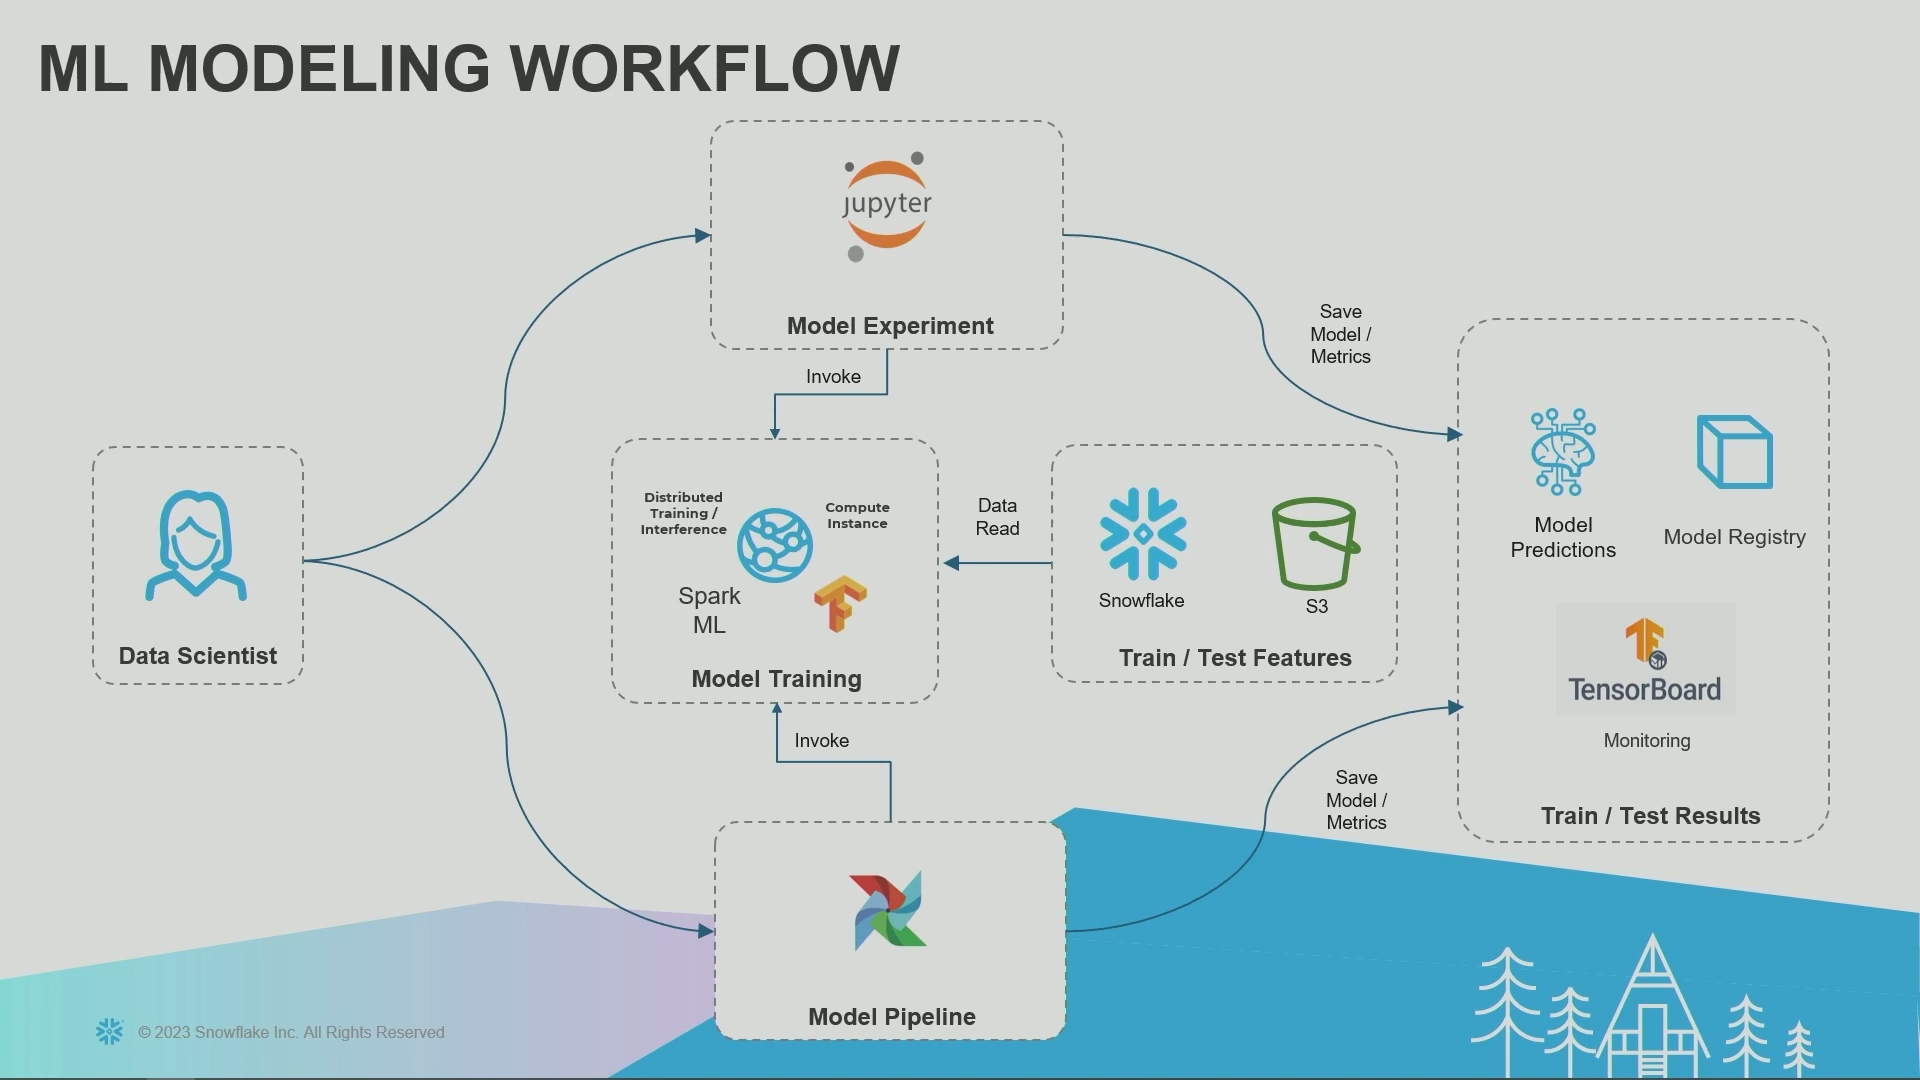 ML MODELING WORKFLOW
jupyter
Model Experiment
Save
Model /
Metrics
Invoke
Data Scientist
Distributed
Training /
Interference
Compute
Instance
Spark
ML
Model Training
Data
Read
Snowflake
S3
Train / Test Features
Model
Predictions
Model Registry
TensorBoard
Monitoring
Train / Test Results
Invoke
Save
Model /
Metrics
Model Pipeline
© 2023 Snowflake Inc. All Rights Reserved